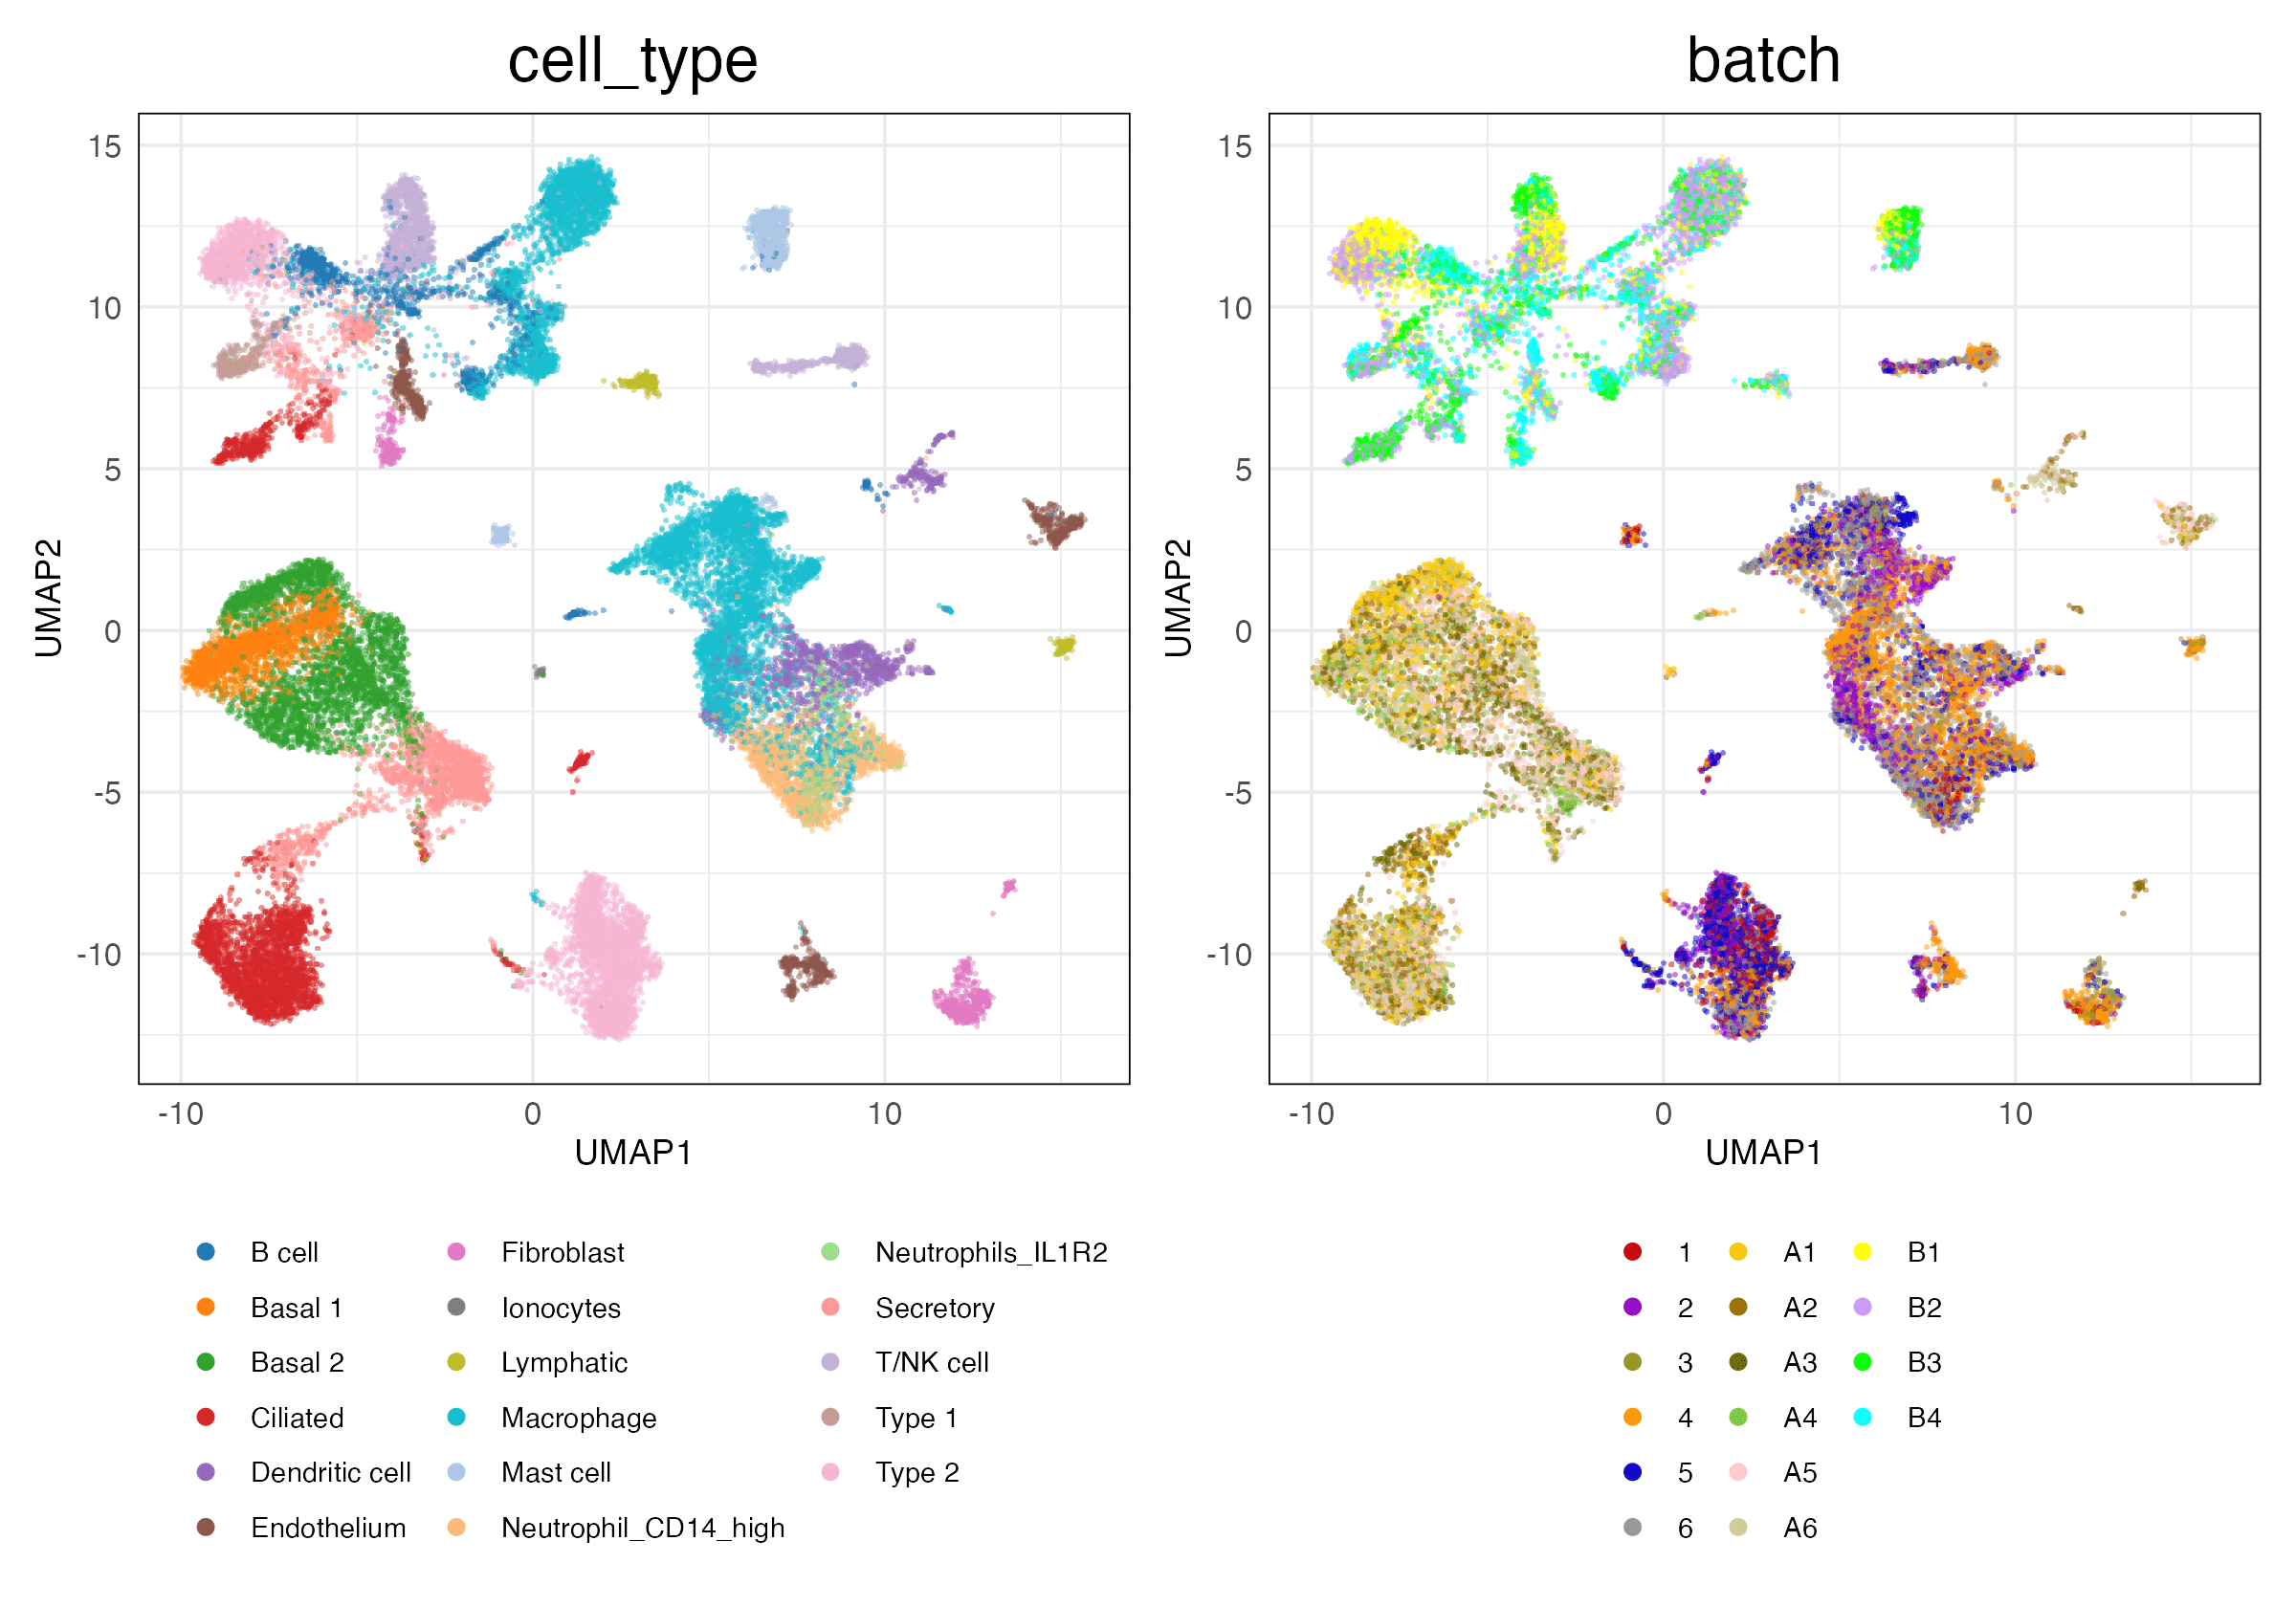 cell_type
batch
15
10
5
0
-5
-10
UMAP2
-10
0
10
UMAP1
15
10
5
0
-5
-10
UMAP2
-10
0
10
UMAP1
B cell
Fibroblast
Neutrophils_IL1R2
Basal 1
Ionocytes
Secretory
Basal 2
Lymphatic
T/NK cell
Ciliated
Macrophage
Type 1
Dendritic cell
Mast cell
Type 2
Endothelium
Neutrophil_CD14_high
1
A1
B1
2
A2
B2
3
A3
B3
4
A4
B4
5
A5
6
A6